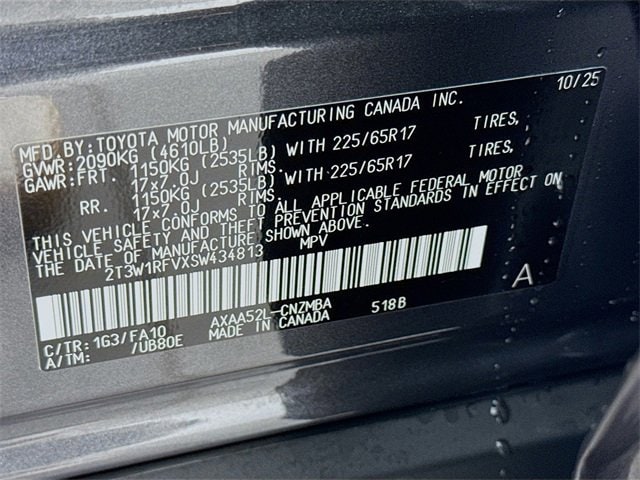 10/25
MFD. BY: TOYOTA MOTOR MANUFACTURING CANADA INC.
GVWR: 2090KG (4610LB)
GAWR: FRT. 1150KG (2535LB) WITH 225/65R17 TIRES,
17x7.0J RIMS.
RR. 1150KG (2535LB) WITH 225/65R17 TIRES,
17x7.0J RIMS.
THIS VEHICLE CONFORMS TO ALL APPLICABLE FEDERAL MOTOR
VEHICLE SAFETY AND THEFT PREVENTION STANDARDS IN EFFECT ON
THE DATE OF MANUFACTURE SHOWN ABOVE.
2T3W1RFVXSW434813 MPV
A
C/TR: 1G3/FA10 AXAA52L-CNZMBA 518B
A/TM: /UB80E MADE IN CANADA